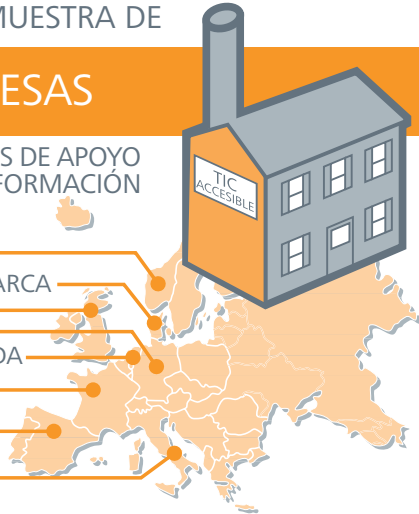 MUESTRA DE
ESAS
S DE APOYO
FORMACIÓN
TIC
ACCESIBLE
ARCA
DA